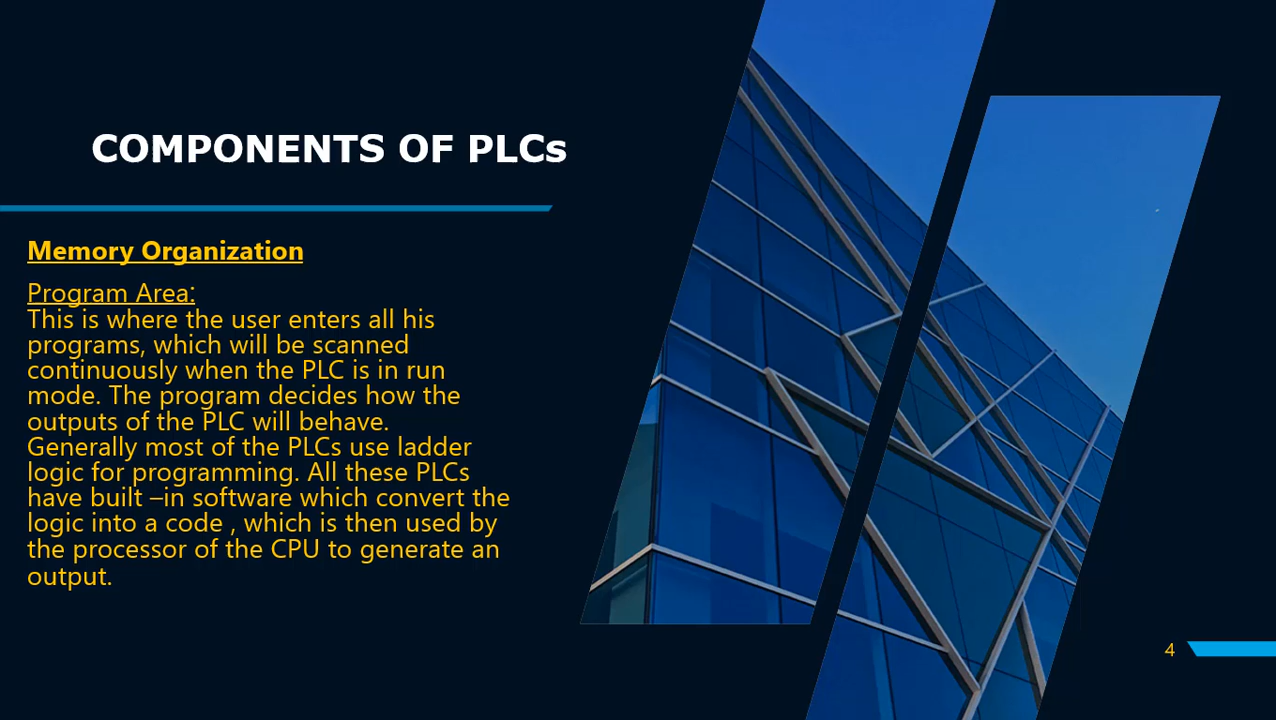 COMPONENTS OF PLCs
Memory Organization
Program Area:
This is where the user enters all his
programs, which will be scanned
continuously when the PLC is in run
mode. The program decides how the
outputs of the PLC will behave.
Generally most of the PLCs use ladder
logic for programming. All these PLCs
have built –in software which convert the
logic into a code , which is then used by
the processor of the CPU to generate an
output.
4